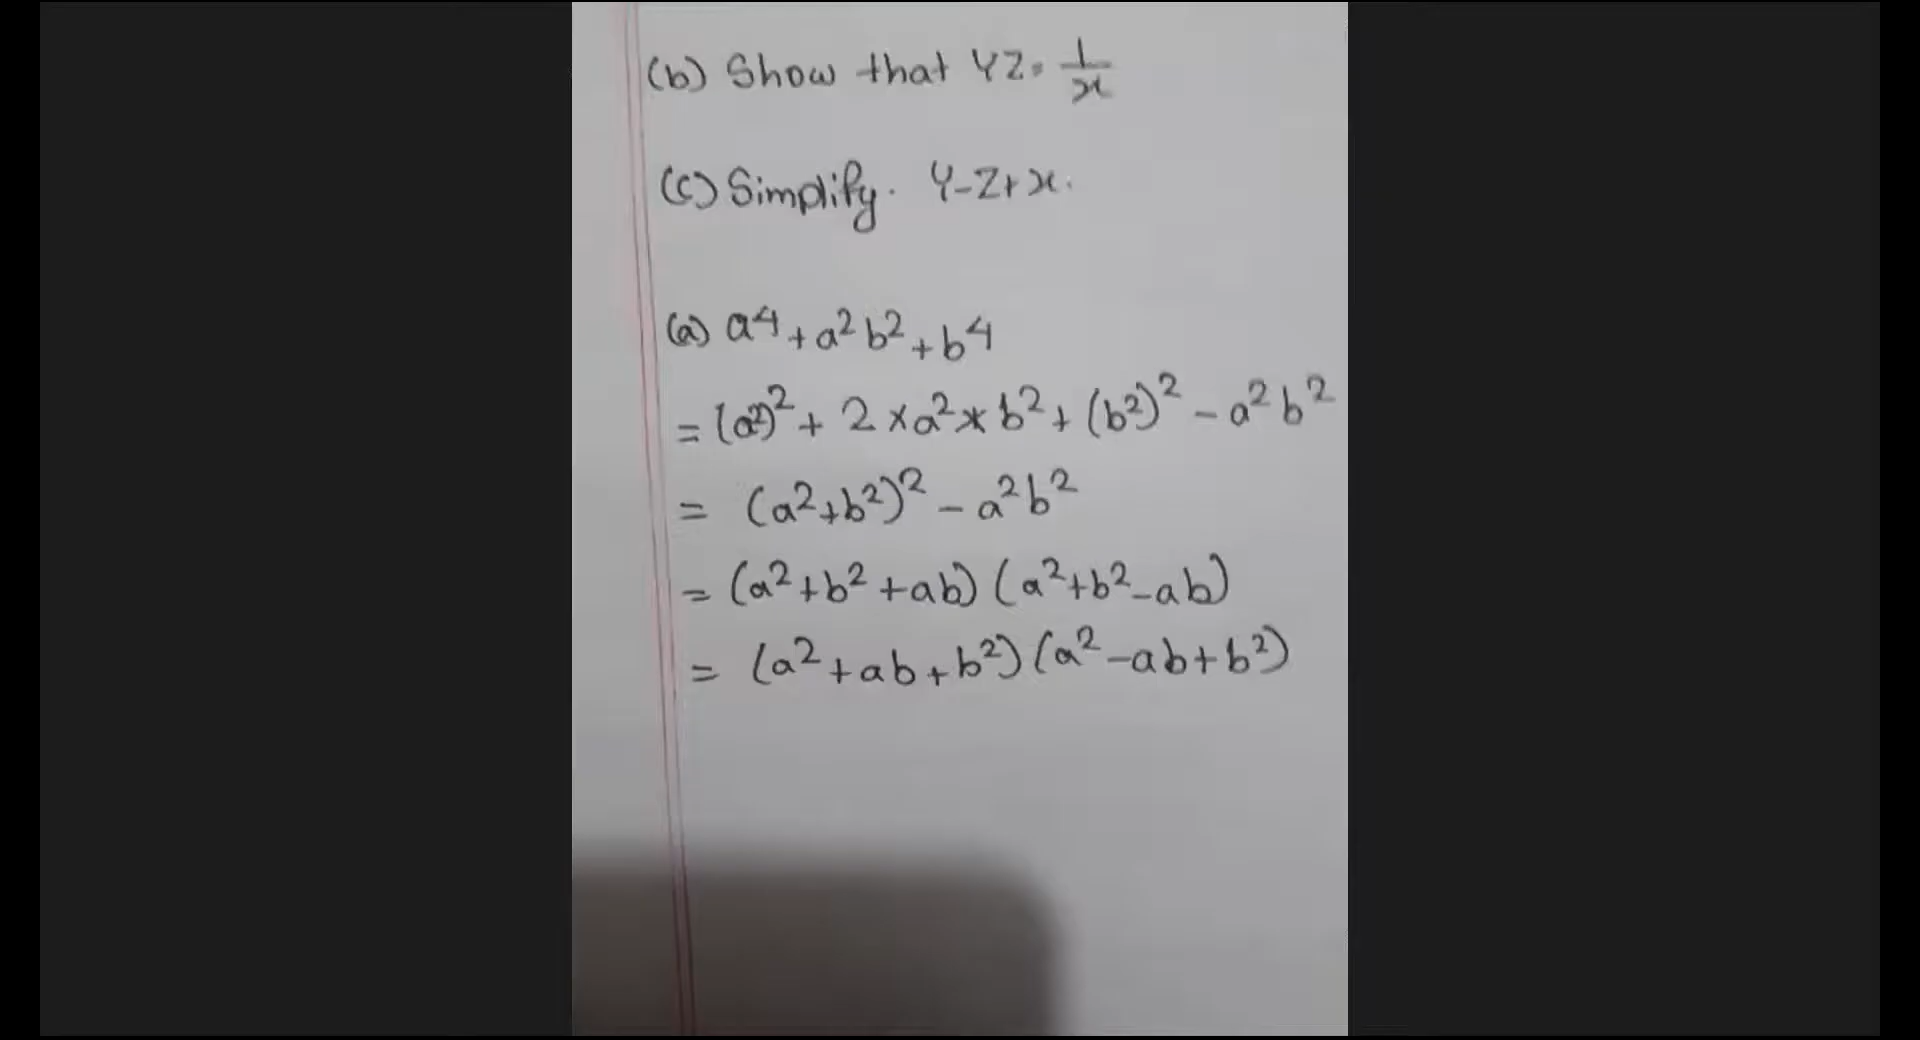 (b) Show that YZ = 1/x
(c) Simplify. Y-Z+x.
(a) a⁴ + a²b² + b⁴
= (a²)² + 2 × a² × b² + (b²)² - a²b²
= (a² + b²)² - a²b²
= (a² + b² + ab) (a² + b² - ab)
= (a² + ab + b²) (a² - ab + b²)